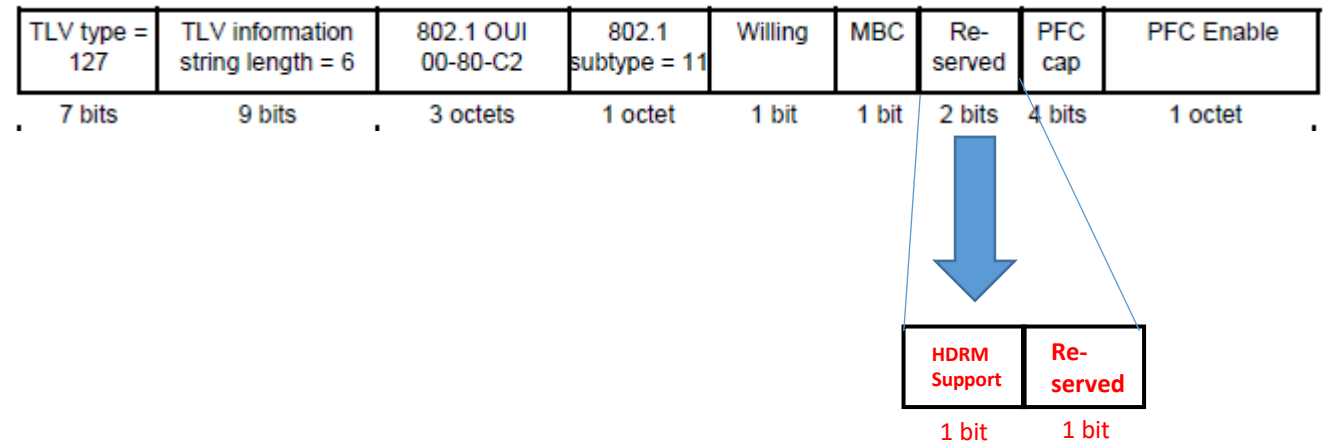 TLV type =
127
TLV information
string length = 6
802.1 OUI
00-80-C2
802.1
subtype = 11
Willing
MBC
Re-
served
PFC
cap
PFC Enable
7 bits
9 bits
3 octets
1 octet
1 bit
1 bit
2 bits
4 bits
1 octet
HDRM
Support
Re-
served
1 bit
1 bit